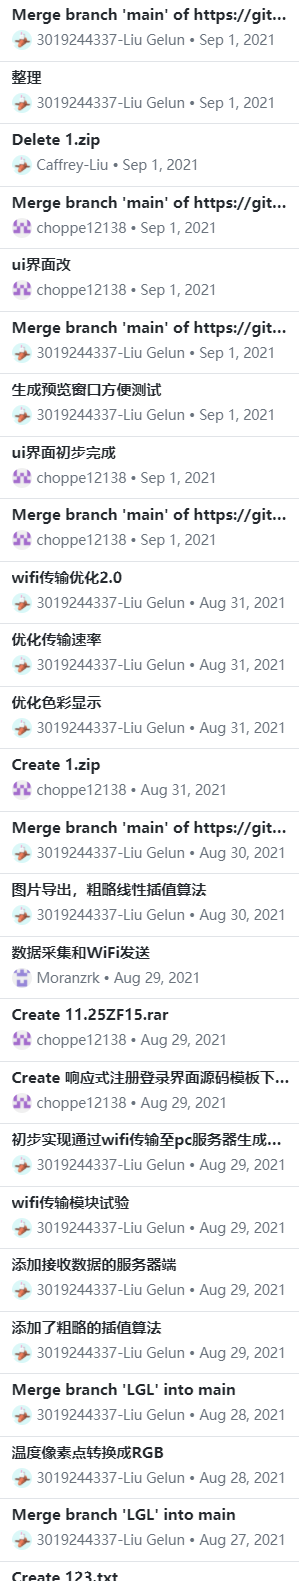 Merge branch 'main' of https://git...
3019244337-Liu Gelun • Sep 1, 2021
整理
3019244337-Liu Gelun • Sep 1, 2021
Delete 1.zip
Caffrey-Liu • Sep 1, 2021
Merge branch 'main' of https://git...
choppe12138 • Sep 1, 2021
ui界面改
choppe12138 • Sep 1, 2021
Merge branch 'main' of https://git...
3019244337-Liu Gelun • Sep 1, 2021
生成预览窗口方便测试
3019244337-Liu Gelun • Sep 1, 2021
ui界面初步完成
choppe12138 • Sep 1, 2021
Merge branch 'main' of https://git...
choppe12138 • Sep 1, 2021
wifi传输优化2.0
3019244337-Liu Gelun • Aug 31, 2021
优化传输速率
3019244337-Liu Gelun • Aug 31, 2021
优化色彩显示
3019244337-Liu Gelun • Aug 31, 2021
Create 1.zip
choppe12138 • Aug 31, 2021
Merge branch 'main' of https://git...
3019244337-Liu Gelun • Aug 30, 2021
图片导出，粗略线性插值算法
3019244337-Liu Gelun • Aug 30, 2021
数据采集和WiFi发送
Moranzrk • Aug 29, 2021
Create 11.25ZF15.rar
choppe12138 • Aug 29, 2021
Create 响应式注册登录界面源码模板下...
choppe12138 • Aug 29, 2021
初步实现通过wifi传输至pc服务器生成...
3019244337-Liu Gelun • Aug 29, 2021
wifi传输模块试验
3019244337-Liu Gelun • Aug 29, 2021
添加接收数据的服务器端
3019244337-Liu Gelun • Aug 29, 2021
添加了粗略的插值算法
3019244337-Liu Gelun • Aug 29, 2021
Merge branch 'LGL' into main
3019244337-Liu Gelun • Aug 28, 2021
温度像素点转换成RGB
3019244337-Liu Gelun • Aug 28, 2021
Merge branch 'LGL' into main
3019244337-Liu Gelun • Aug 27, 2021
Create 123.txt